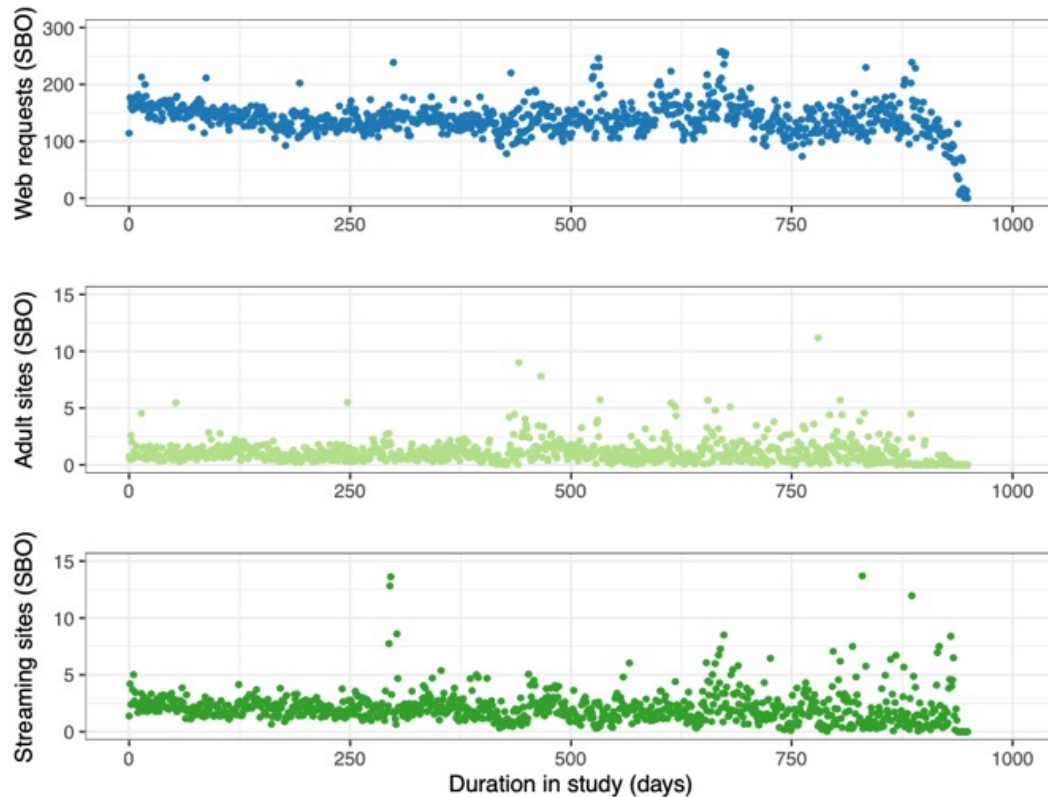 Web requests (SBO)
300
200
100
0
0 250 500 750 1000
Adult sites (SBO)
15
10
5
0
0 250 500 750 1000
Streaming sites (SBO)
15
10
5
0
0 250 500 750 1000
Duration in study (days)